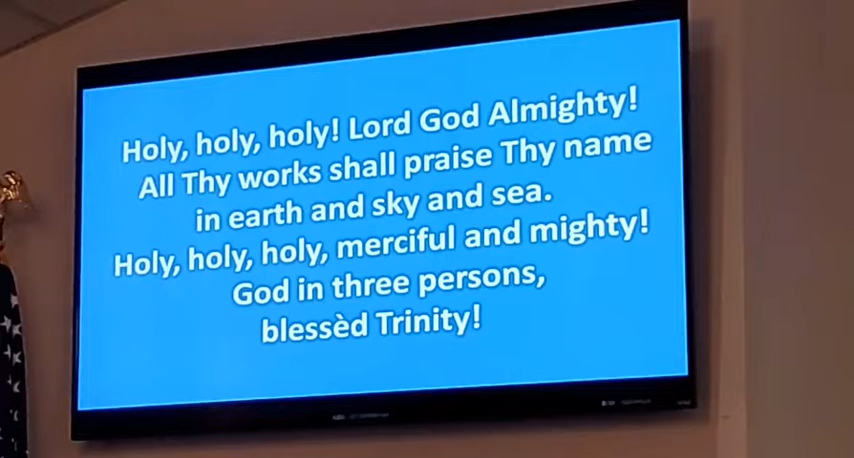 Holy, holy, holy! Lord God Almighty!
All Thy works shall praise Thy name
in earth and sky and sea.
Holy, holy, holy, merciful and mighty!
God in three persons,
blessèd Trinity!